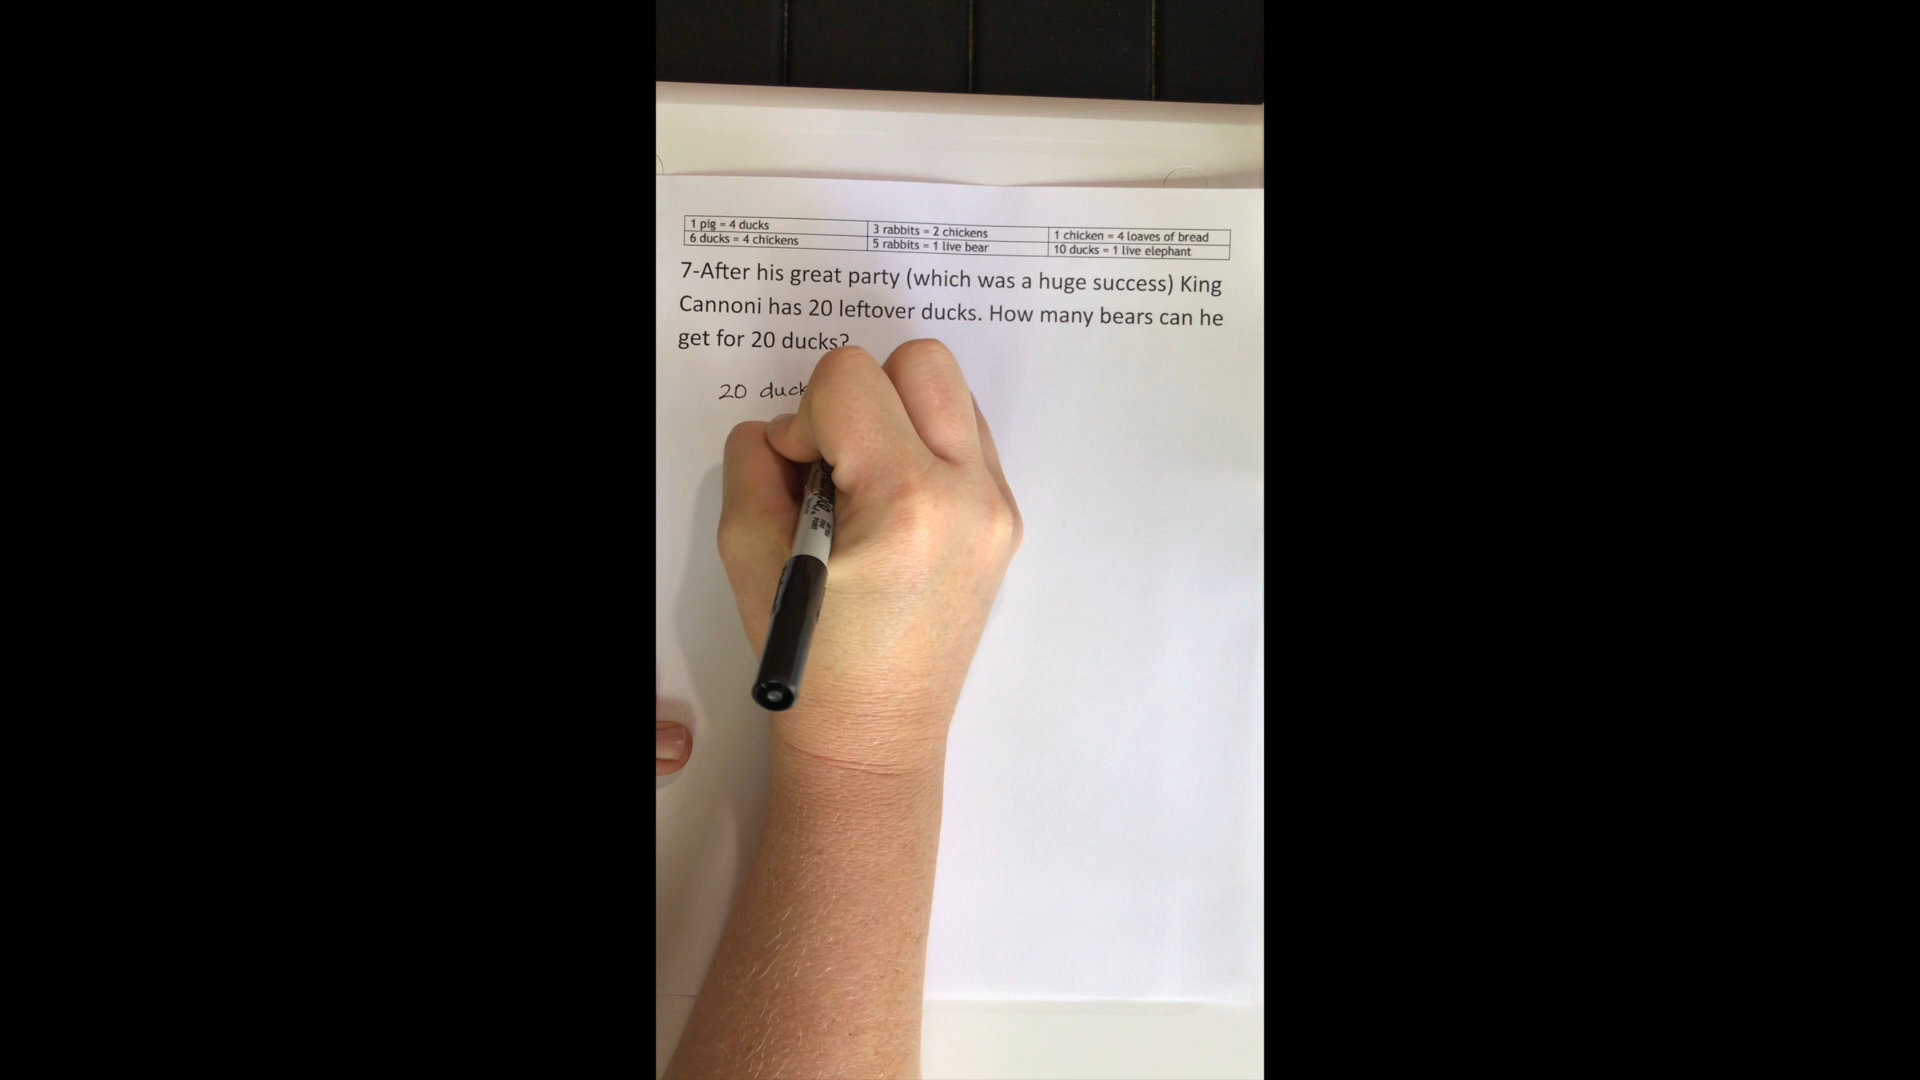 1 pig = 4 ducks 3 rabbits = 2 chickens 1 chicken = 4 loaves of bread
6 ducks = 4 chickens 5 rabbits = 1 live bear 10 ducks = 1 live elephant
7-After his great party (which was a huge success) King
Cannoni has 20 leftover ducks. How many bears can he
get for 20 ducks?
20 duck